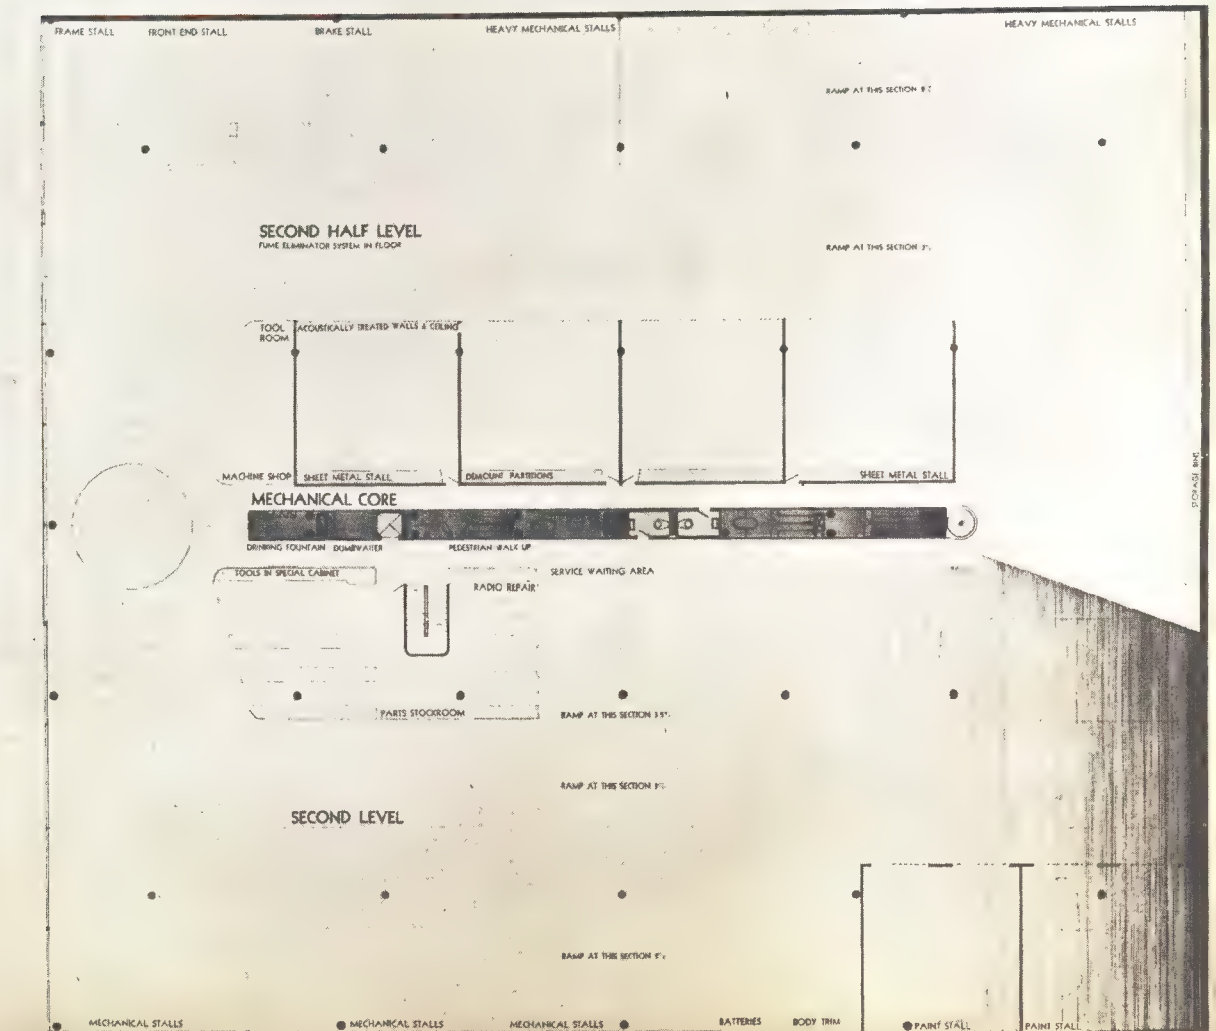 FRAME STALL
FRONT END STALL
BRAKE STALL
HEAVY MECHANICAL STALLS
HEAVY MECHANICAL STALLS
RAMP AT THIS SECTION
SECOND HALF LEVEL
FUME ELIMINATOR SYSTEM IN FLOOR
RAMP AT THIS SECTION
TOOL
ROOM
ACOUSTICALLY TREATED WALLS & CEILING
MACHINE SHOP
SHEET METAL STALL
DEMOUNT PARTITIONS
SHEET METAL STALL
STORAGE BINS
MECHANICAL CORE
DRINKING FOUNTAIN
DUMBWAITER
PEDESTRIAN WALK UP
TOOLS IN SPECIAL CABINET
SERVICE WAITING AREA
RADIO REPAIR
PARTS STOCKROOM
RAMP AT THIS SECTION
RAMP AT THIS SECTION
SECOND LEVEL
RAMP AT THIS SECTION
MECHANICAL STALLS
MECHANICAL STALLS
MECHANICAL STALLS
BATTERIES
BODY TRIM
PAINT STALL
PAINT STALL